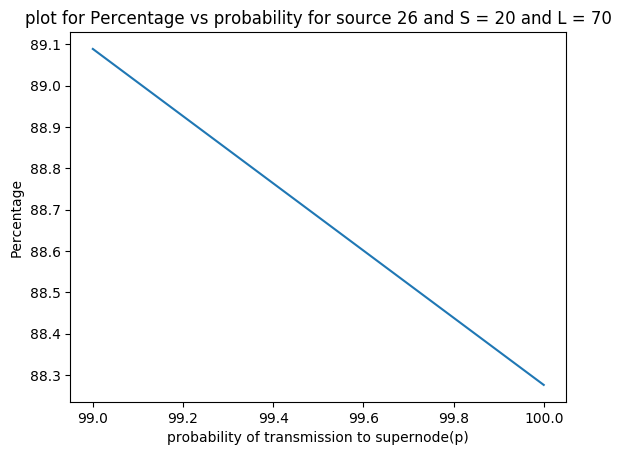 plot for Percentage vs probability for source 26 and S = 20 and L = 70
89.1
89.0
88.9
88.8
88.7
88.6
88.5
88.4
88.3
Percentage
99.0 99.2 99.4 99.6 99.8 100.0
probability of transmission to supernode(p)